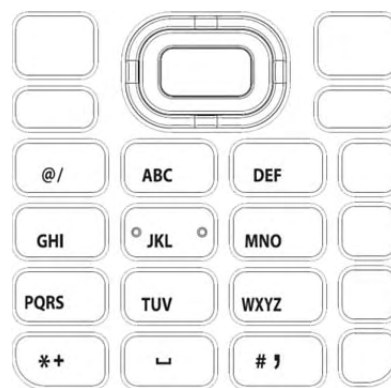 @/ ABC DEF
GHI JKL MNO
PQRS TUV WXYZ
*+ ␣ # ,